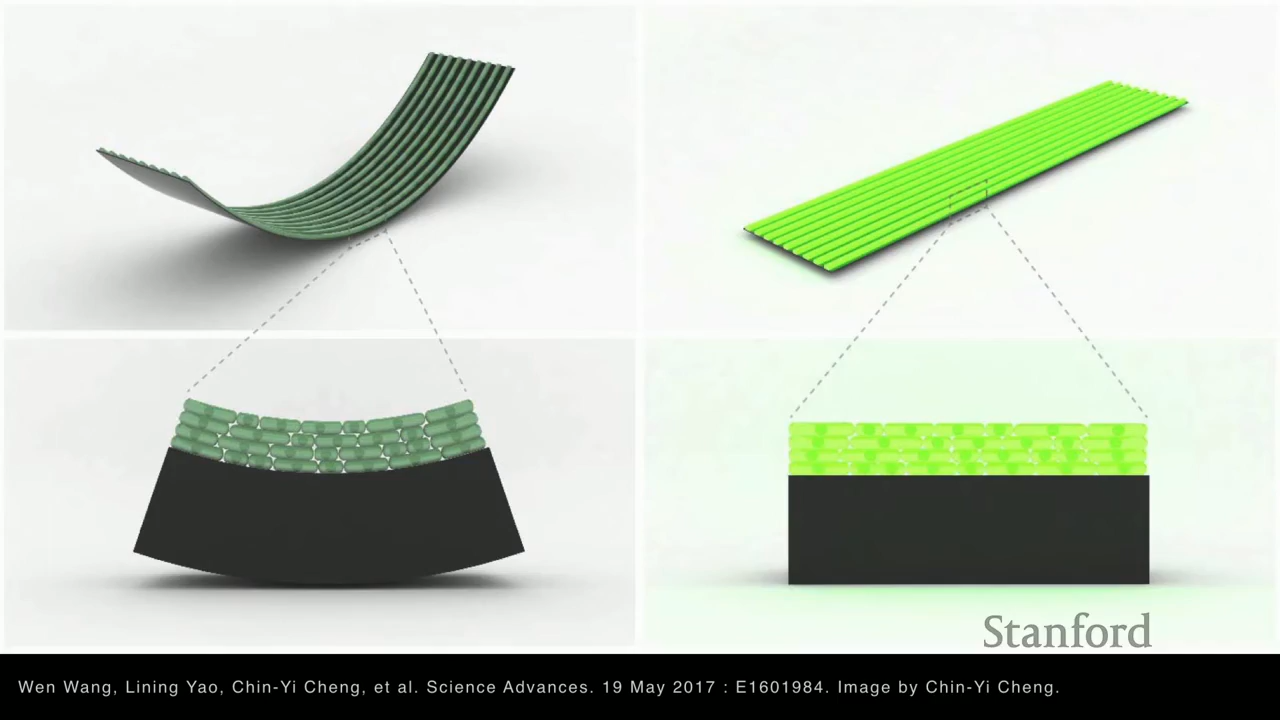 Stanford
Wen Wang, Lining Yao, Chin-Yi Cheng, et al. Science Advances. 19 May 2017 : E1601984. Image by Chin-Yi Cheng.